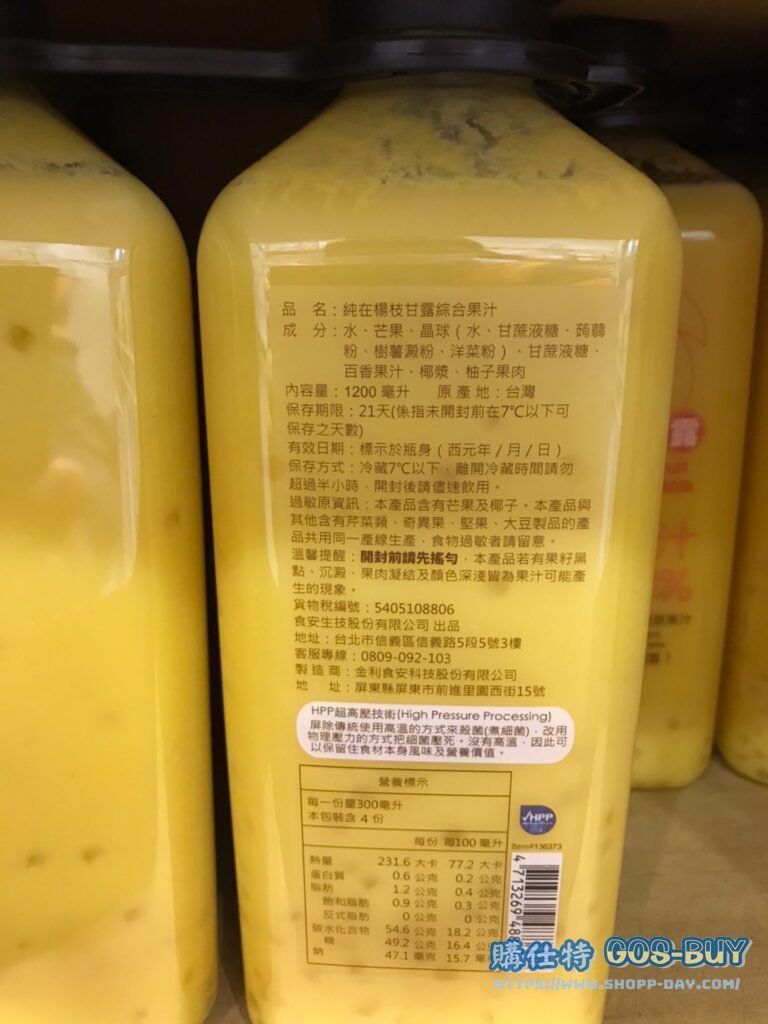 品　名：純在楊枝甘露綜合果汁
成　分：水、芒果、晶球（水、甘蔗液糖、蒟蒻
粉、樹薯澱粉、洋菜粉）、甘蔗液糖、
百香果汁、椰漿、柚子果肉
內容量：1200 毫升　原 產 地：台灣
保存期限：21天(係指未開封前在7℃以下可
保存之天數)
有效日期：標示於瓶身（西元年 / 月 / 日）
保存方式：冷藏7℃以下，離開冷藏時間請勿
超過半小時，開封後請儘速飲用。
過敏原資訊：本產品含有芒果及椰子。本產品與
其他含有芹菜類、奇異果、堅果、大豆製品的產
品共用同一產線生產，食物過敏者請留意。
溫馨提醒：開封前請先搖勻，本產品若有果籽黑
點、沉澱、果肉凝結及顏色深淺皆為果汁可能產
生的現象。
貨物稅編號：5405108806
食安生技股份有限公司 出品
地址：台北市信義區信義路5段5號3樓
客服專線：0809-092-103
製 造 商：金利食安科技股份有限公司
地　址：屏東縣屏東市前進里園西街15號
HPP超高壓技術(High Pressure Processing)
屏除傳統使用高溫的方式來殺菌(煮細菌)，改用
物理壓力的方式把細菌壓死。沒有高溫，因此可
以保留住食材本身風味及營養價值。
營養標示
每一份量300毫升
本包裝含 4 份
每份 每100 毫升
熱量 231.6 大卡 77.2 大卡
蛋白質 0.6 公克 0.2 公克
脂肪 1.2 公克 0.4 公克
飽和脂肪 0.9 公克 0.3 公克
反式脂肪 0 公克 0 公克
碳水化合物 54.6 公克 18.2 公克
糖 49.2 公克 16.4 公克
鈉 47.1 毫克 15.7 毫
HPP
Item#136373
4 713269 48
露
汁
%
果汁
購仕特 GOS-BUY
HTTPS://WWW.SHOPP-DAY.COM/